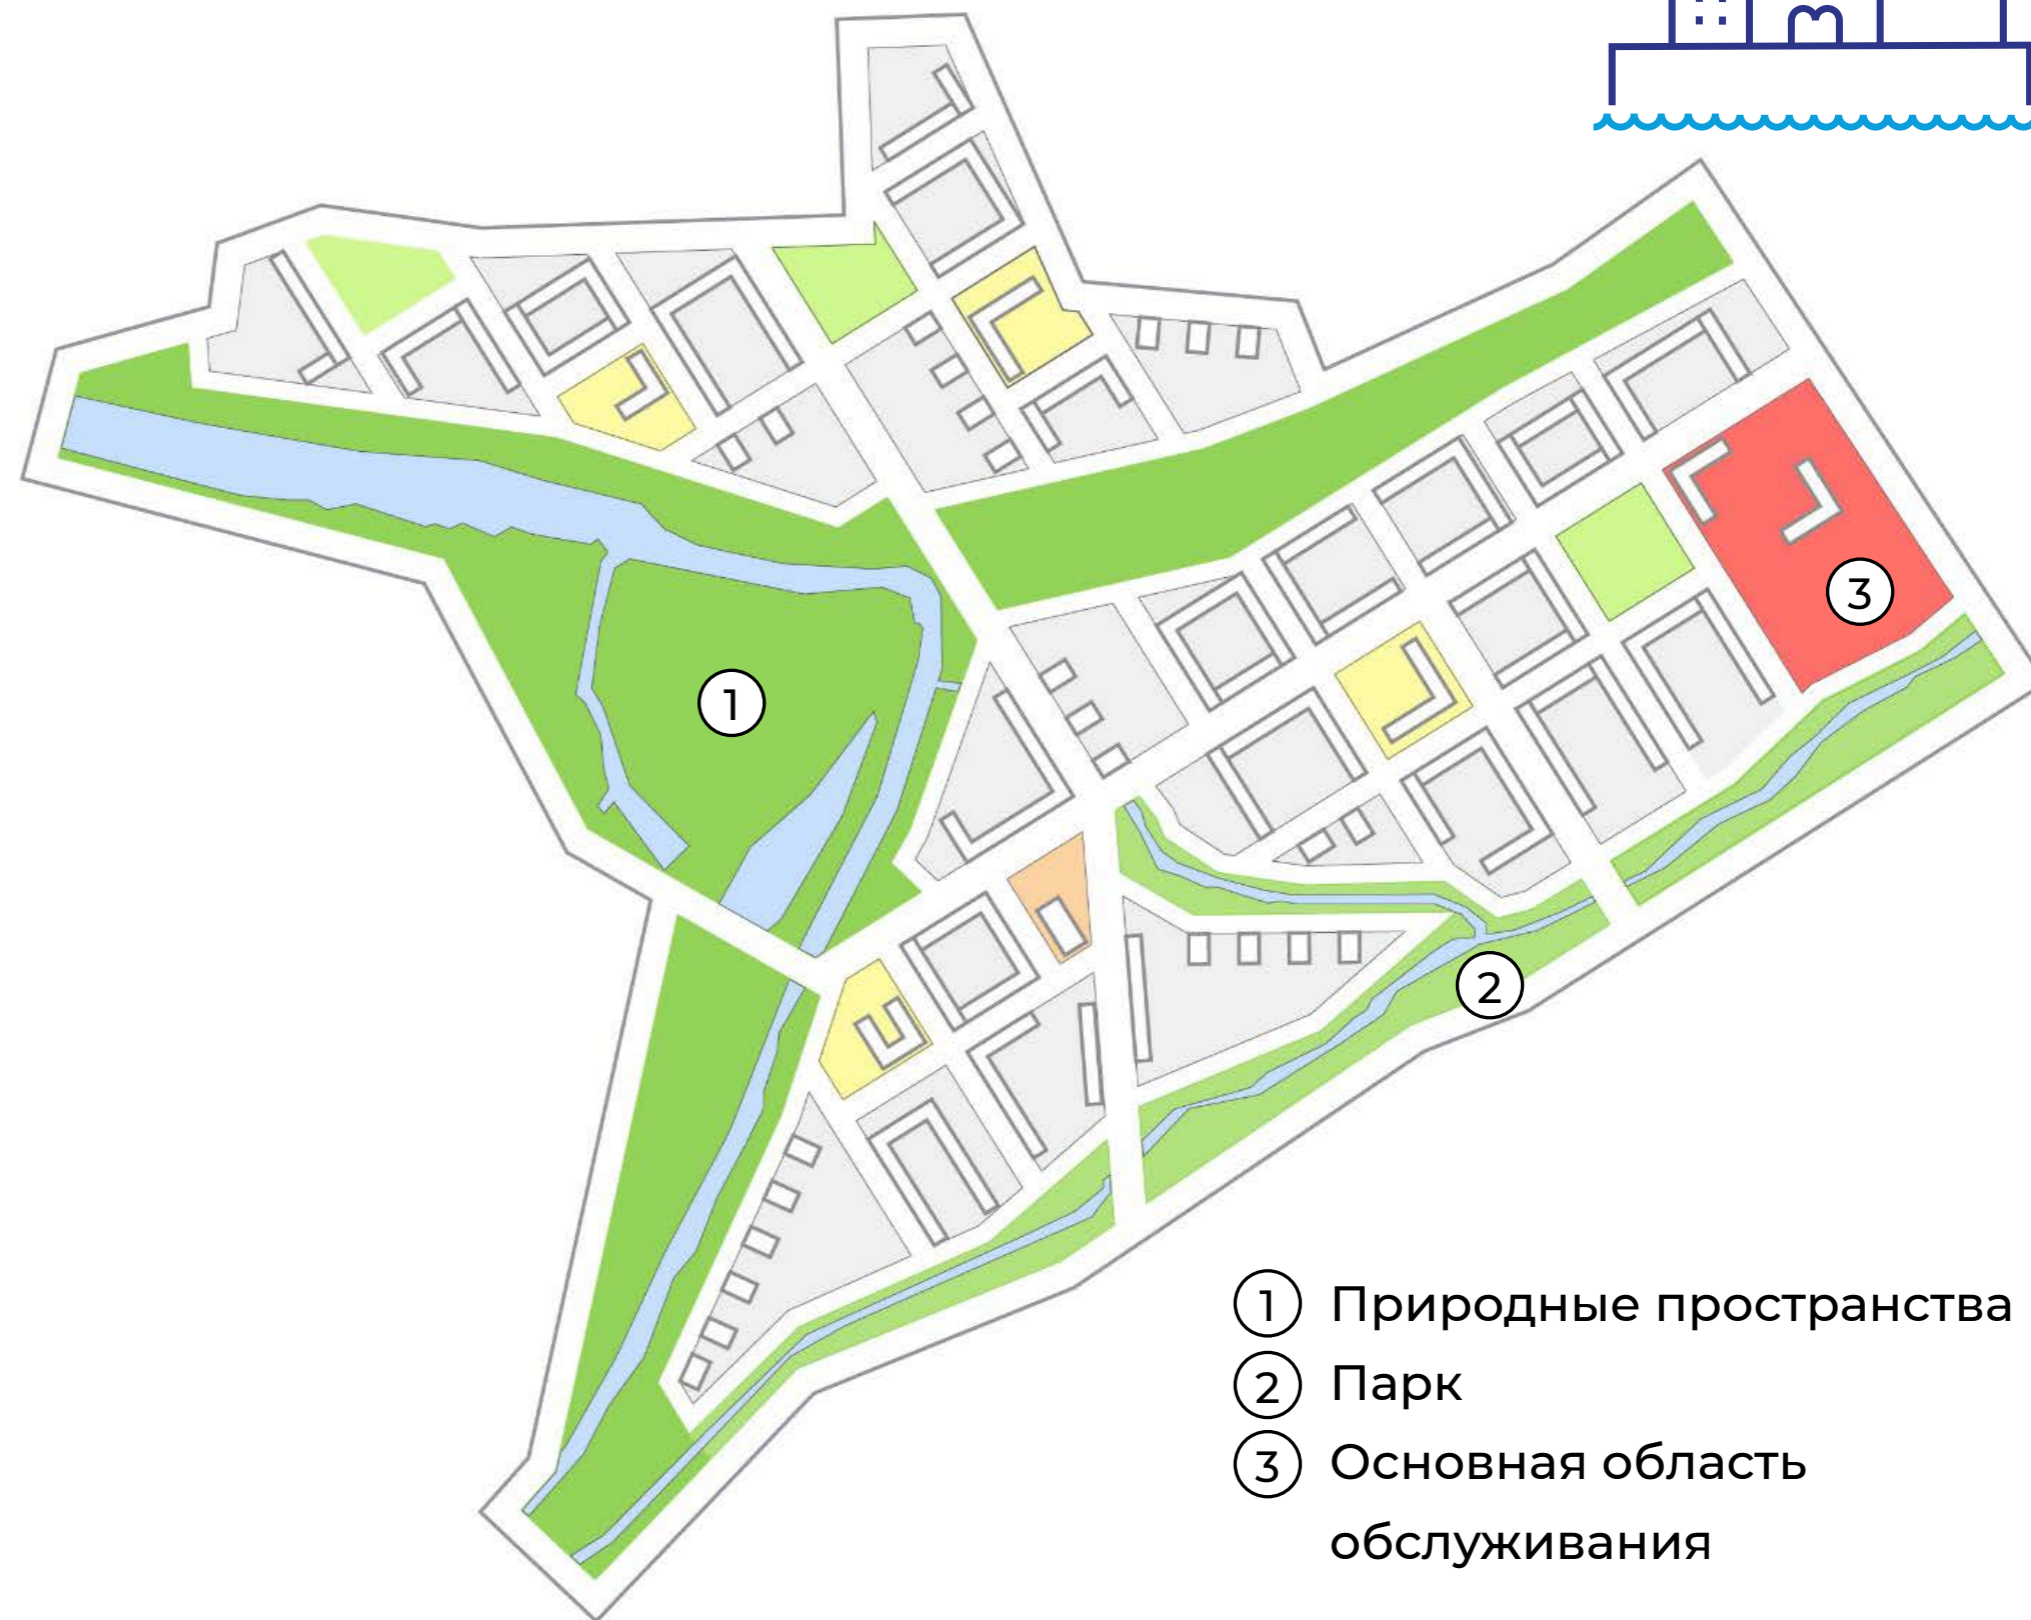 3
1
2
1 Природные пространства
2 Парк
3 Основная область
обслуживания